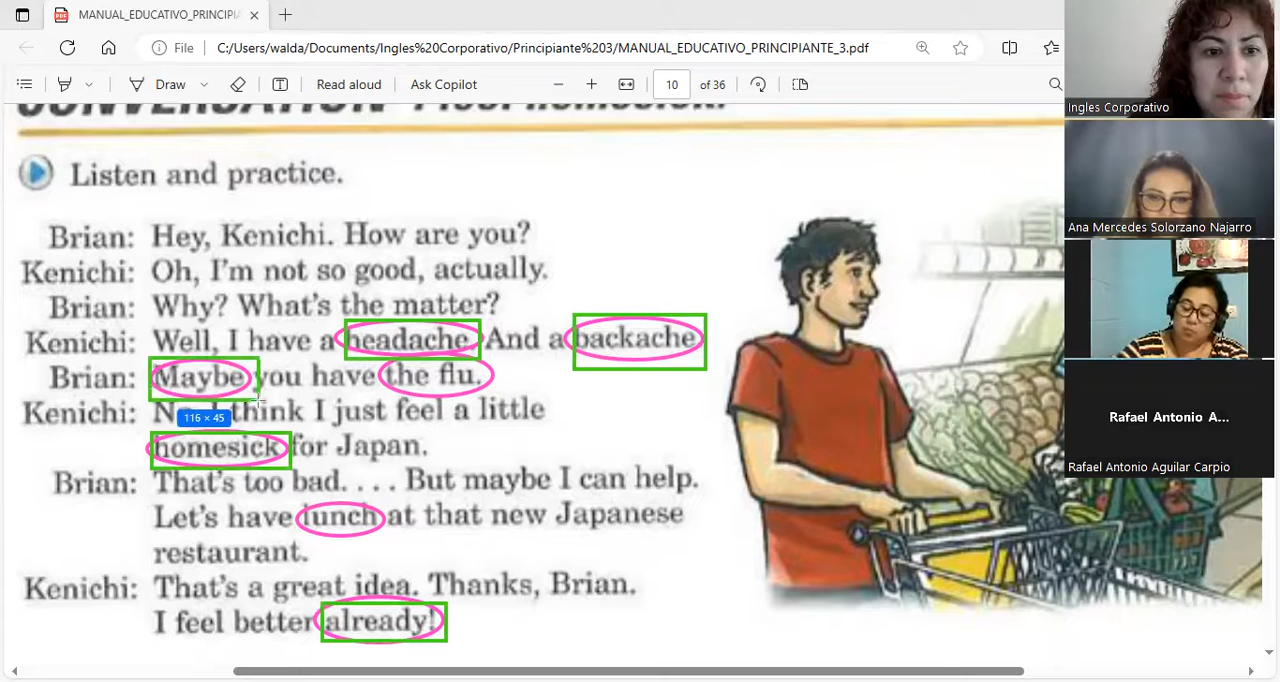 MANUAL_EDUCATIVO_PRINCIPI
File C:/Users/walda/Documents/Ingles%20Corporativo/Principiante%203/MANUAL_EDUCATIVO_PRINCIPIANTE_3.pdf
Draw Read aloud Ask Copilot 10 of 36
CONVERSATION I feel homesick.
Listen and practice.
Brian: Hey, Kenichi. How are you?
Kenichi: Oh, I'm not so good, actually.
Brian: Why? What's the matter?
Kenichi: Well, I have a headache. And a backache
Brian: Maybe you have the flu.
Kenichi: No, I think I just feel a little
116 × 45
homesick for Japan.
Brian: That's too bad. . . . But maybe I can help.
Let's have lunch at that new Japanese
restaurant.
Kenichi: That's a great idea. Thanks, Brian.
I feel better already!
Ingles Corporativo
Ana Mercedes Solorzano Najarro
Rafael Antonio A...
Rafael Antonio Aguilar Carpio